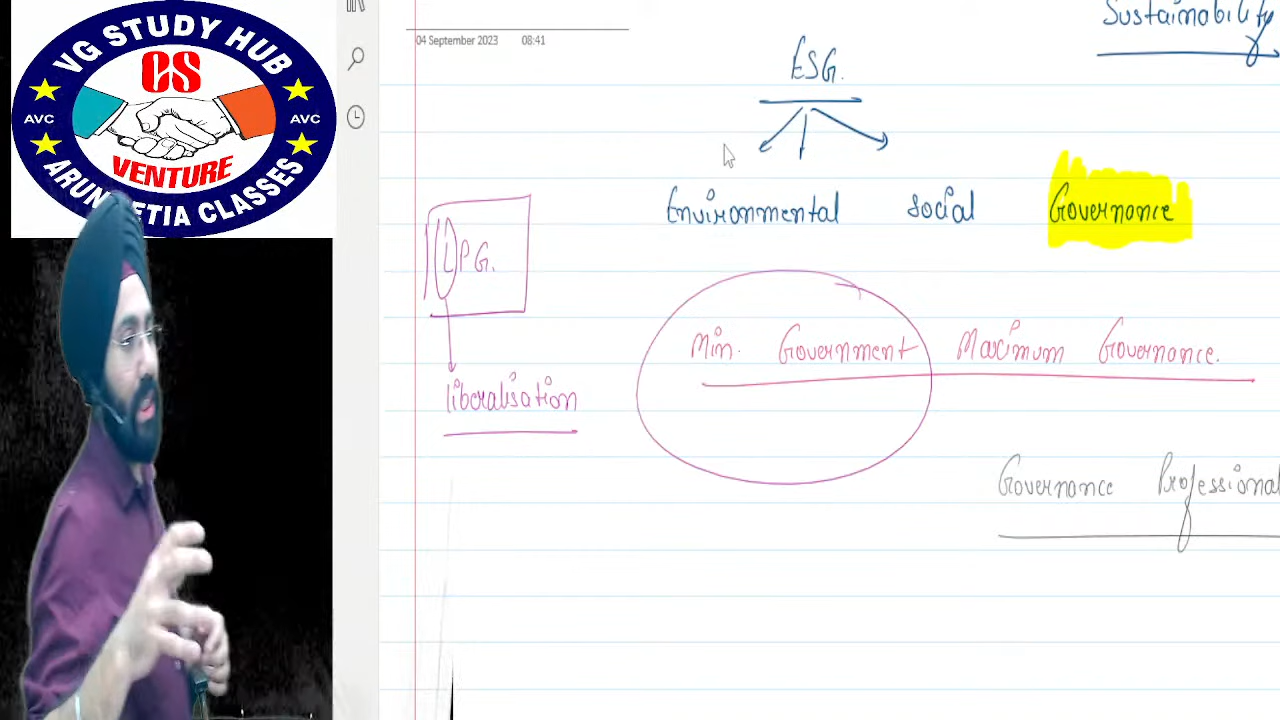 VG STUDY HUB
CS
AVC
AVC
VENTURE
04 September 2023 08:41
Sustainability
ESG.
Environmental Social Governance
LPG.
Min. Government Maximum Governance.
liberalisation
Governance Professional